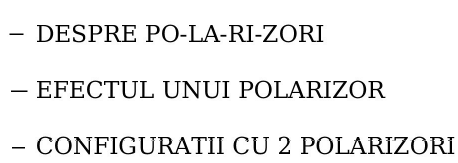 – DESPRE PO-LA-RI-ZORI
– EFECTUL UNUI POLARIZOR
– CONFIGURATII CU 2 POLARIZORI